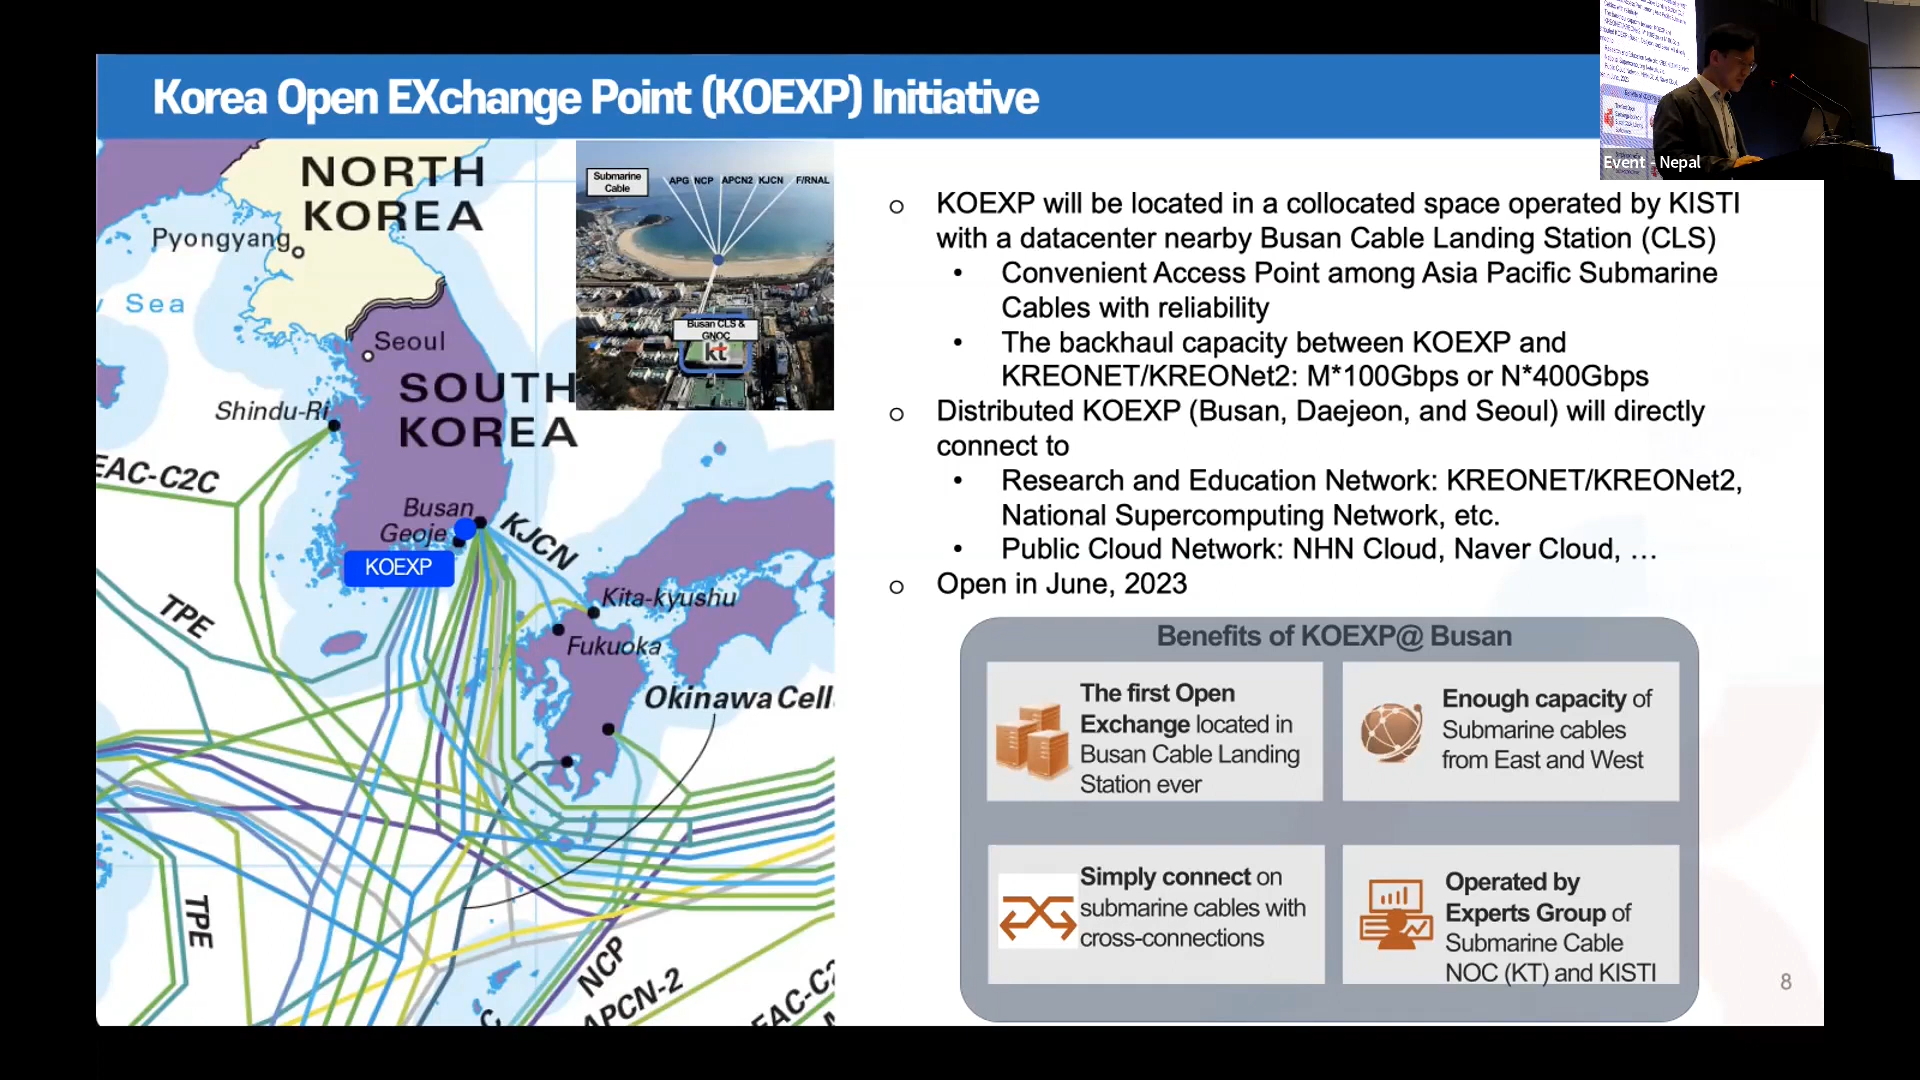 Korea Open EXchange Point (KOEXP) Initiative
Event - Nepal
NORTH
KOREA
Pyongyang
Sea
Seoul
SOUTH
KOREA
Shindu-Ri
EAC-C2C
Busan
Geoje
KJCN
KOEXP
TPE
Kita-kyushu
Fukuoka
Okinawa Cell
TPE
NCP
APCN-2
EAC-C2
Submarine
Cable
APG NCP APCN2 KJCN F/RNAL
Busan CLS &
GNOC
kt
o KOEXP will be located in a collocated space operated by KISTI
with a datacenter nearby Busan Cable Landing Station (CLS)
• Convenient Access Point among Asia Pacific Submarine
Cables with reliability
• The backhaul capacity between KOEXP and
KREONET/KREONet2: M*100Gbps or N*400Gbps
o Distributed KOEXP (Busan, Daejeon, and Seoul) will directly
connect to
• Research and Education Network: KREONET/KREONet2,
National Supercomputing Network, etc.
• Public Cloud Network: NHN Cloud, Naver Cloud, …
o Open in June, 2023
Benefits of KOEXP@ Busan
The first Open
Exchange located in
Busan Cable Landing
Station ever
Enough capacity of
Submarine cables
from East and West
Simply connect on
submarine cables with
cross-connections
Operated by
Experts Group of
Submarine Cable
NOC (KT) and KISTI
8